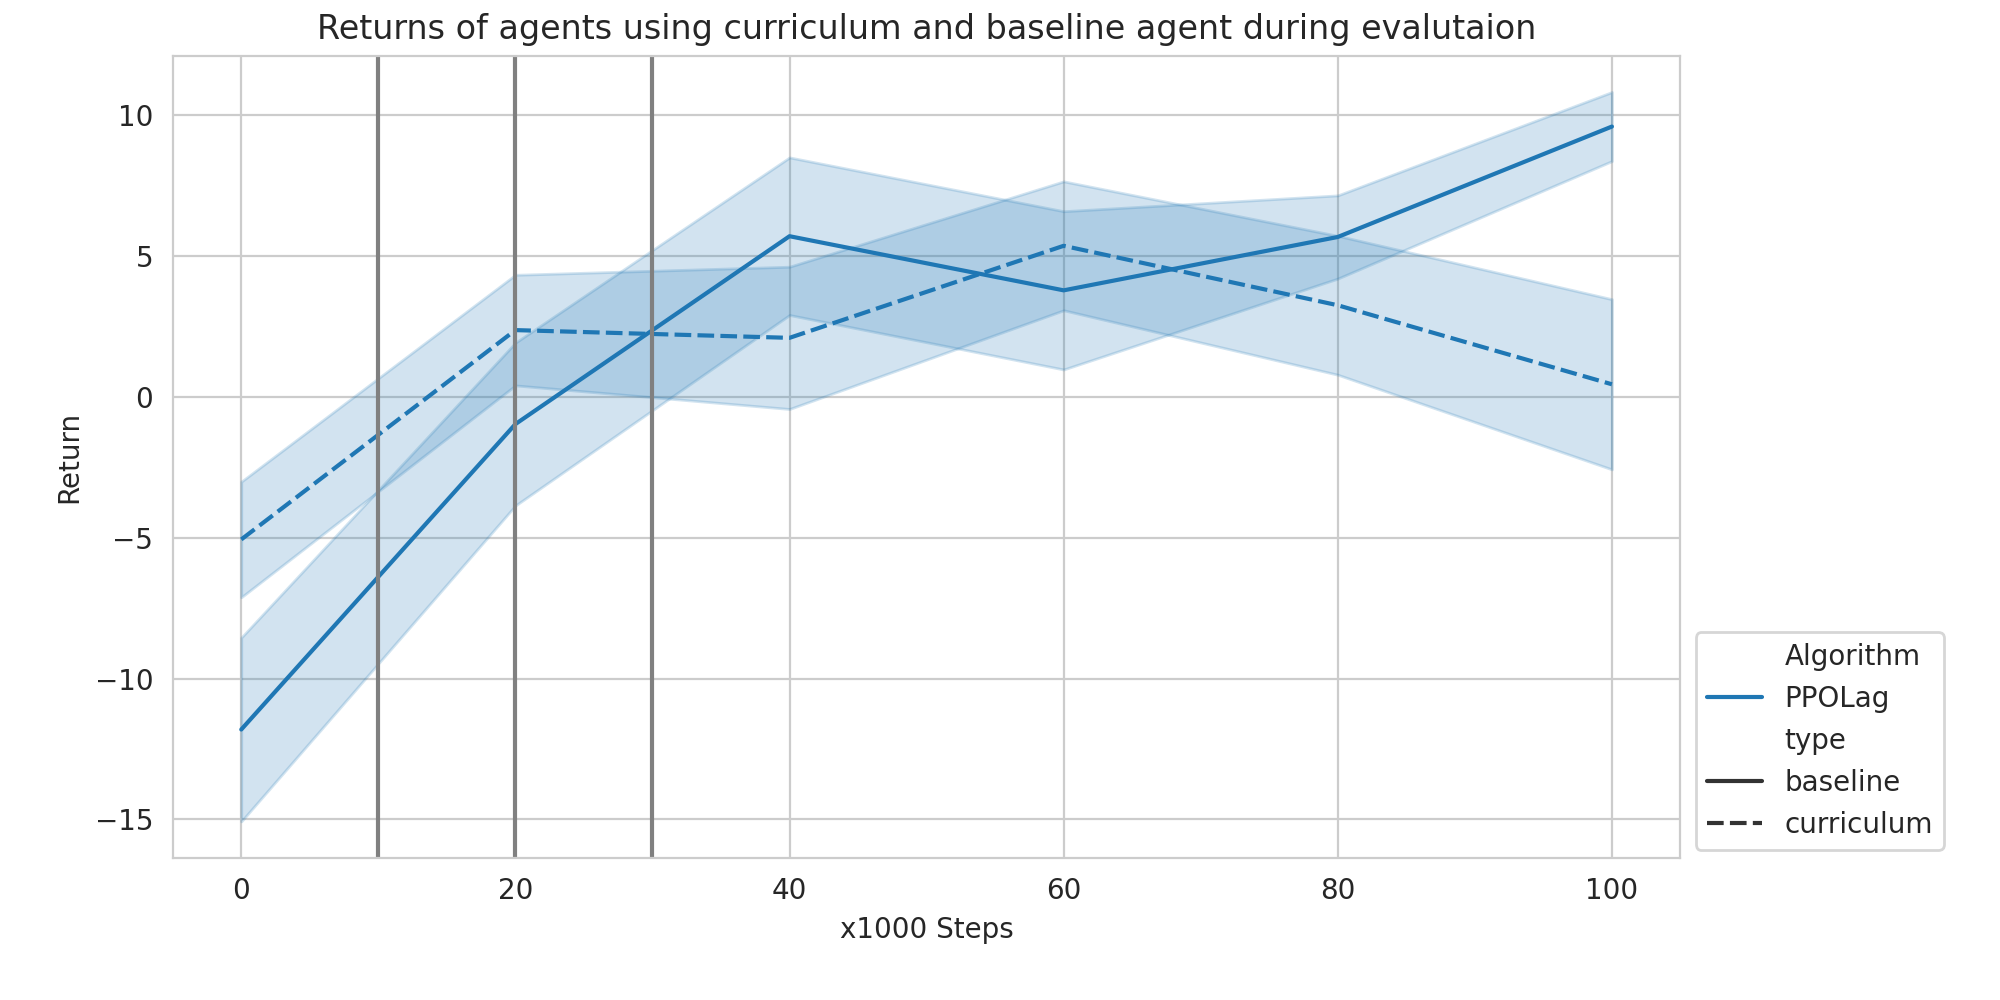 Returns of agents using curriculum and baseline agent during evalutaion
10
5
0
−5
−10
−15
Return
0 20 40 60 80 100
x1000 Steps
Algorithm
PPOLag
type
baseline
curriculum